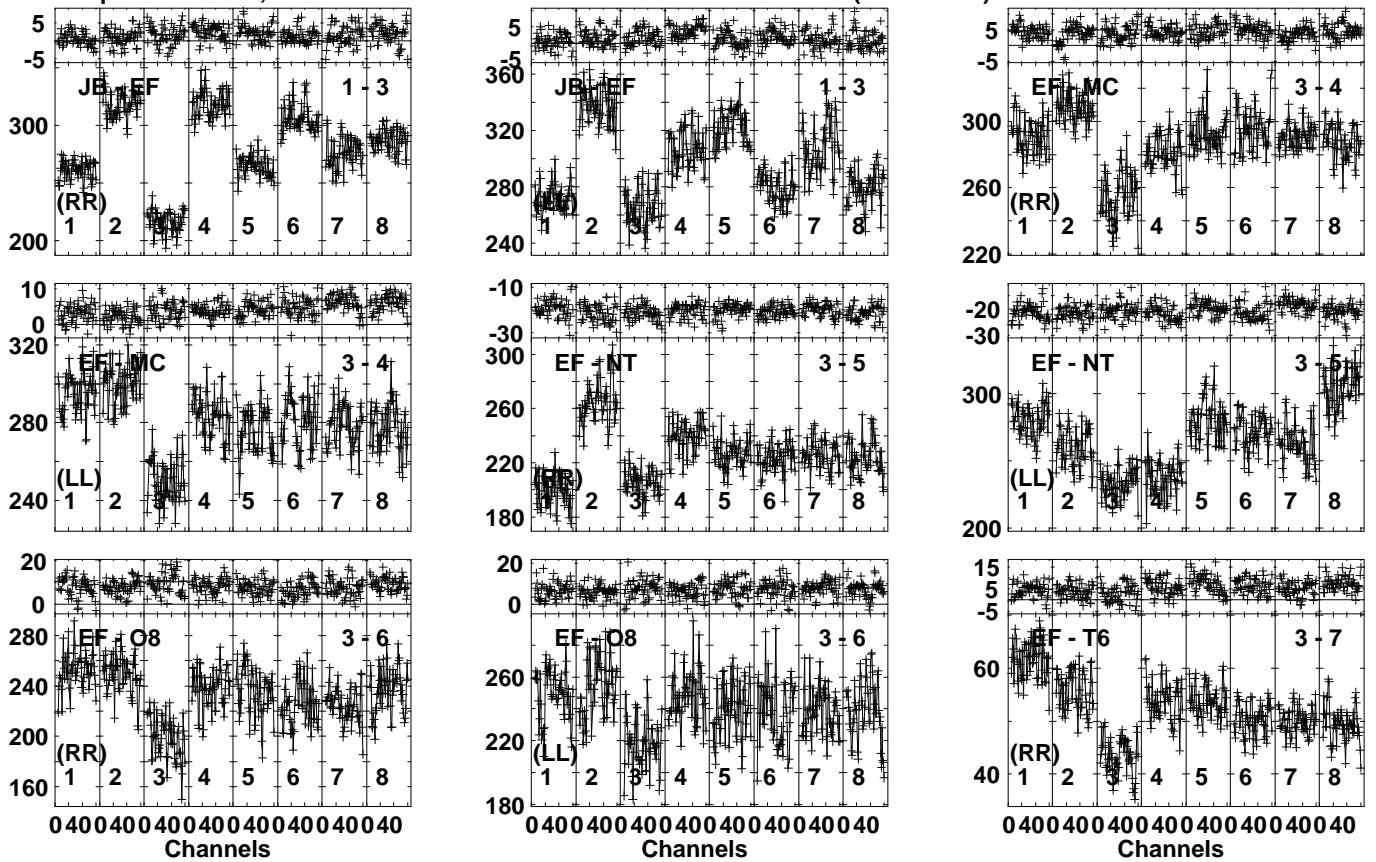 5
-5
JB - EF 1 - 3
300
200
(RR)
1 2 3 4 5 6 7 8
5
-5
360
JB - EF 1 - 3
320
280
240
1 2 3 4 5 6 7 8
5
-5
EF - MC 3 - 4
300
260
220
(RR)
1 2 3 4 5 6 7 8
10
0
320
EF - MC 3 - 4
280
240
(LL)
1 2 3 4 5 6 7 8
-10
-30
300
EF - NT 3 - 5
260
220
180
(RR)
1 2 3 4 5 6 7 8
-20
-30
EF - NT 3 - 5
300
200
(LL)
1 2 3 4 5 6 7 8
20
0
280
EF - O8 3 - 6
240
200
160
(RR)
1 2 3 4 5 6 7 8
0 40 0 40 0 40 0 40 0 40 0 40 0 40 0 40
Channels
20
0
EF - O8 3 - 6
260
220
180
(LL)
1 2 3 4 5 6 7 8
0 40 0 40 0 40 0 40 0 40 0 40 0 40 0 40
Channels
15
5
-5
EF - T6 3 - 7
60
40
(RR)
1 2 3 4 5 6 7 8
0 40 0 40 0 40 0 40 0 40 0 40 0 40 0 40
Channels